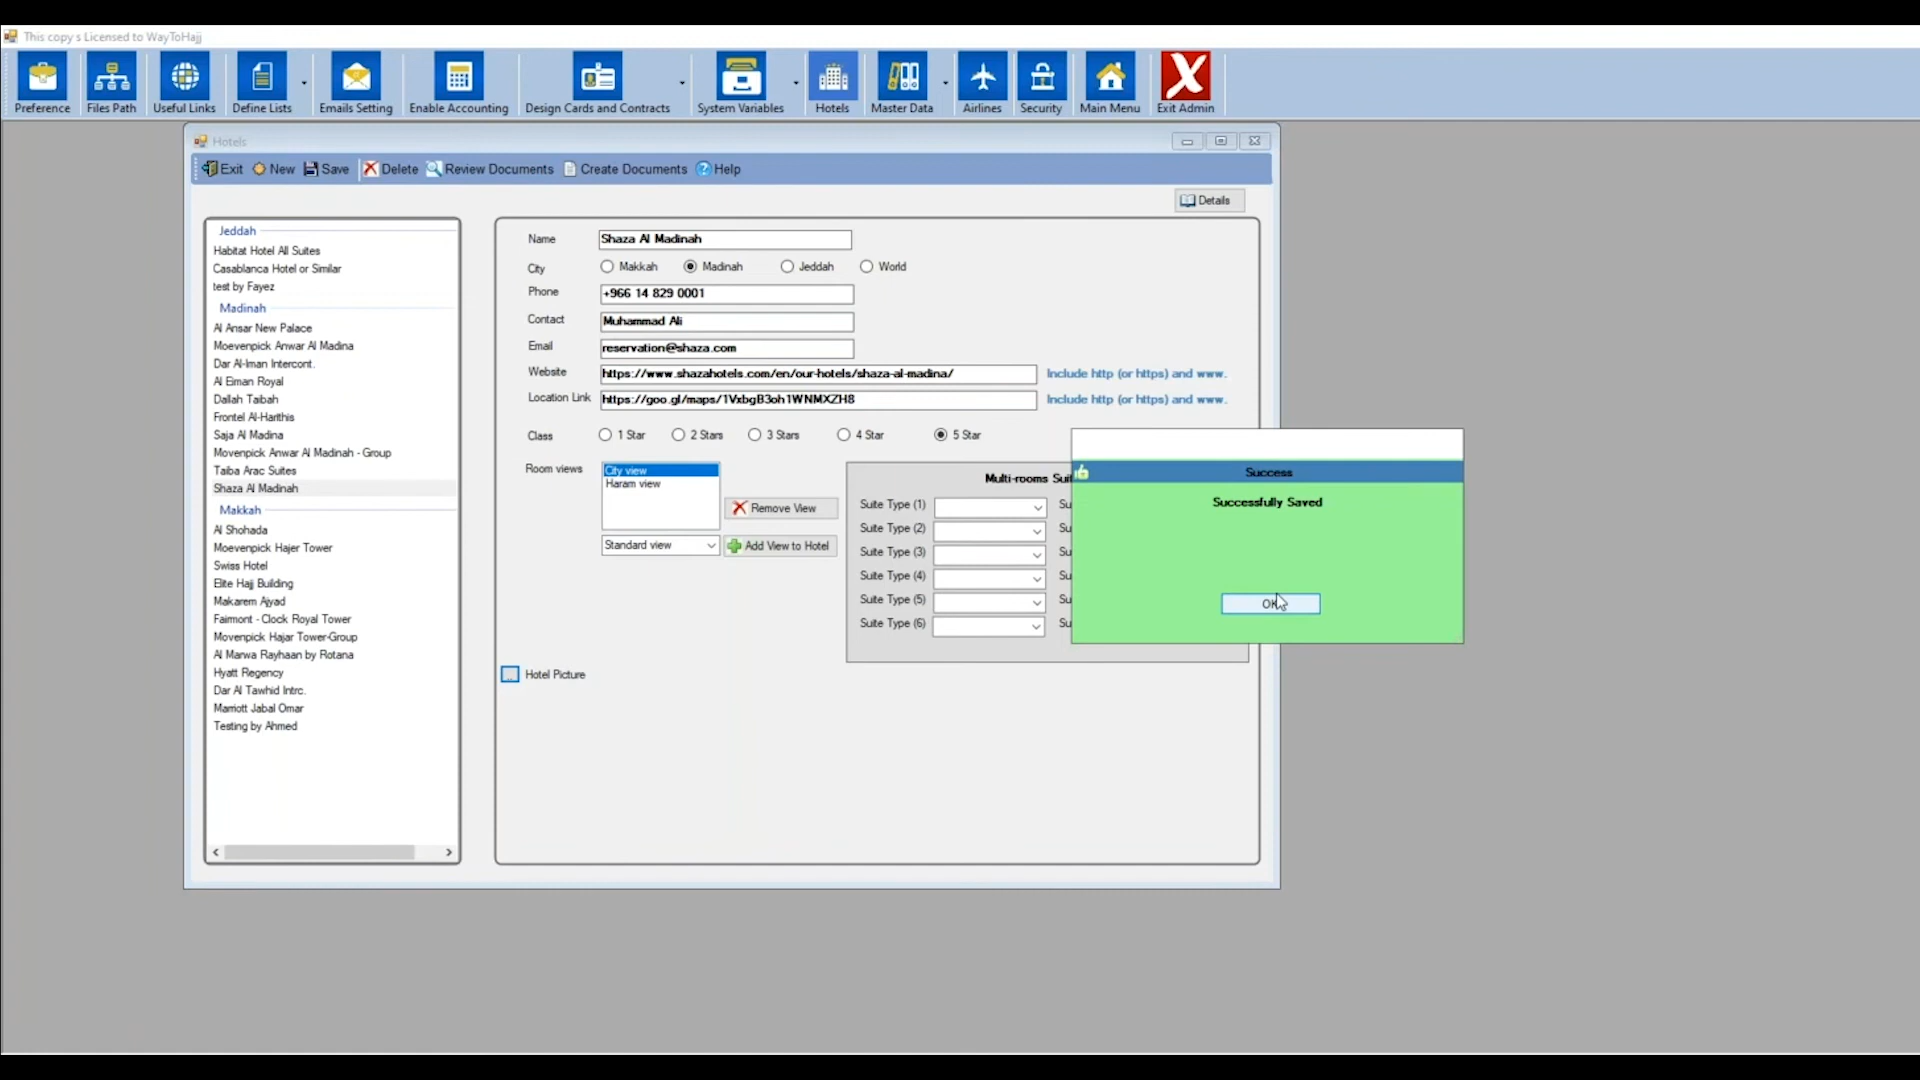 This copy s Licensed to WayToHajj
Preference Files Path Useful Links Define Lists Emails Setting Enable Accounting Design Cards and Contracts System Variables Hotels Master Data Airlines Security Main Menu Exit Admin
Hotels
Exit New Save Delete Review Documents Create Documents Help
Details
Jeddah
Habitat Hotel All Suites
Casablanca Hotel or Similar
test by Fayez
Madinah
Al Ansar New Palace
Moevenpick Anwar Al Madina
Dar Al-Iman Intercont.
Al Eiman Royal
Dallah Taibah
Frontel Al-Harithis
Saja Al Madina
Movenpick Anwar Al Madinah - Group
Taiba Arac Suites
Shaza Al Madinah
Makkah
Al Shohada
Moevenpick Hajer Tower
Swiss Hotel
Elite Hajj Building
Makarem Ajyad
Fairmont - Clock Royal Tower
Movenpick Hajar Tower-Group
Al Marwa Rayhaan by Rotana
Hyatt Regency
Dar Al Tawhid Intrc.
Marriott Jabal Omar
Testing by Ahmed
Name Shaza Al Madinah
City Makkah Madinah Jeddah World
Phone +966 14 829 0001
Contact Muhammad Ali
Email reservation@shaza.com
Website https://www.shazahotels.com/en/our-hotels/shaza-al-madina/ Include http (or https) and www.
Location Link https://goo.gl/maps/1VxbgB3oh1WNMXZH8 Include http (or https) and www.
Class 1 Star 2 Stars 3 Stars 4 Star 5 Star
Room views City view
Haram view
Remove View
Standard view Add View to Hotel
Multi-rooms Suit
Suite Type (1) Su
Suite Type (2) Su
Suite Type (3) Su
Suite Type (4) Su
Suite Type (5) Su
Suite Type (6) Su
Hotel Picture
Success
Successfully Saved
OK